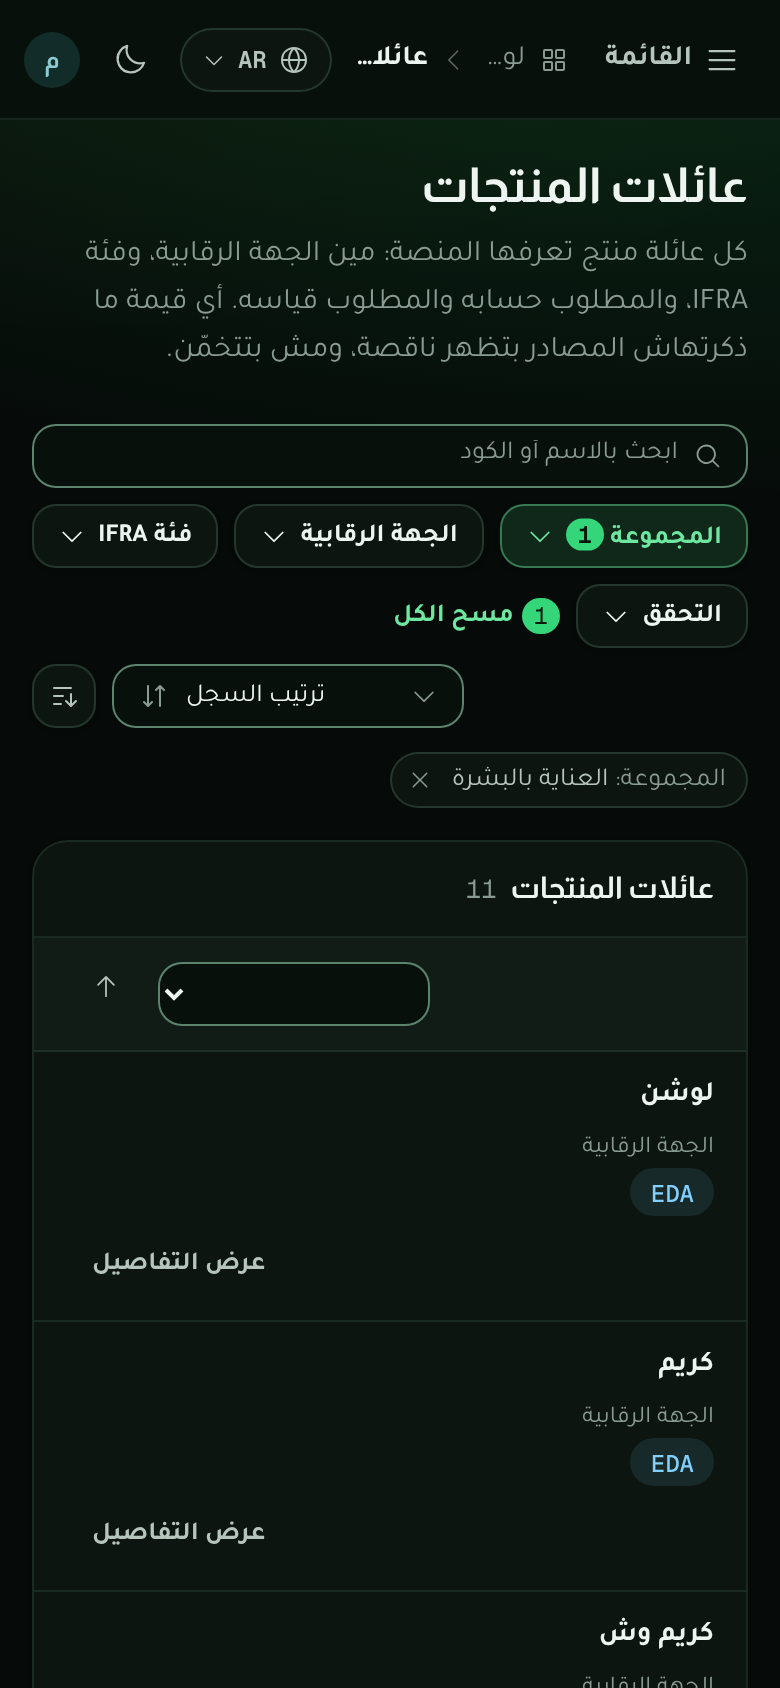 القائمة
لو...
عائلا...
AR
م
عائلات المنتجات
كل عائلة منتج تعرفها المنصة: مين الجهة الرقابية، وفئة
IFRA، والمطلوب حسابه والمطلوب قياسه. أي قيمة ما
ذكرتهاش المصادر بتظهر ناقصة، ومش بتتخمّن.
ابحث بالاسم أو الكود
المجموعة 1
الجهة الرقابية
فئة IFRA
التحقق
1 مسح الكل
ترتيب السجل
المجموعة: العناية بالبشرة
عائلات المنتجات 11
لوشن
الجهة الرقابية
EDA
عرض التفاصيل
كريم
الجهة الرقابية
EDA
عرض التفاصيل
كريم وش
الجهة الرقابية